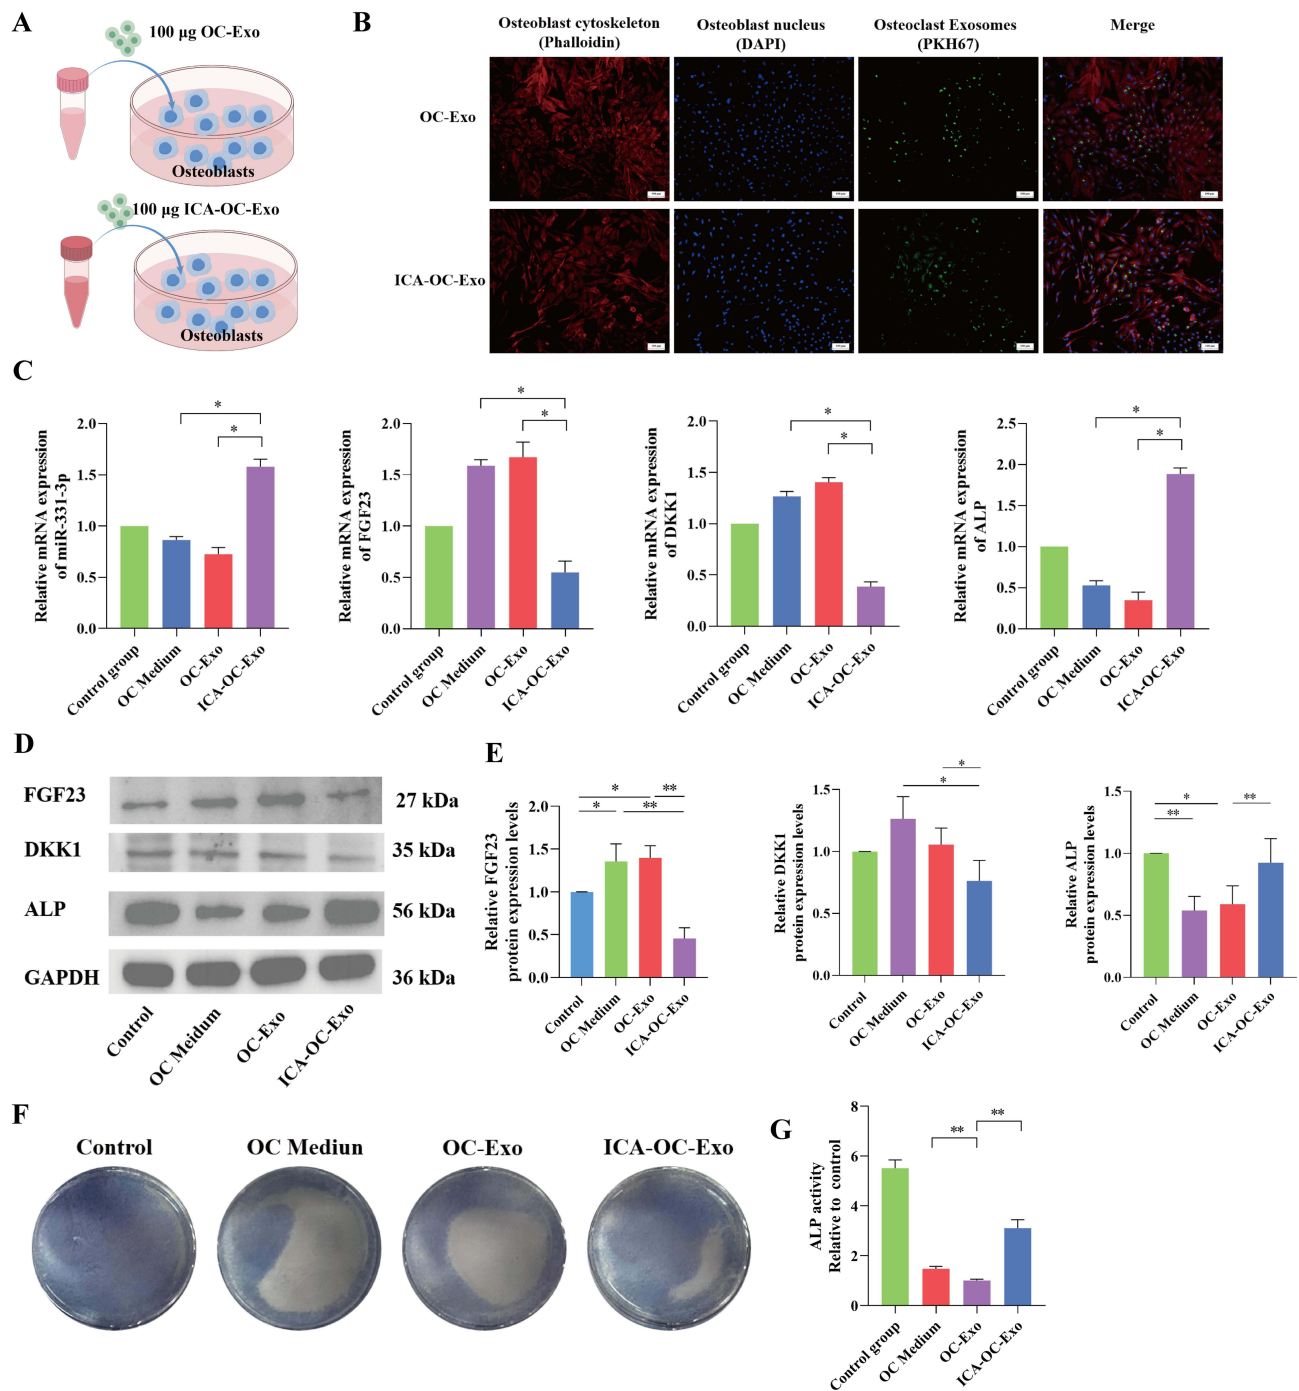 A
100 μg OC-Exo
Osteoblasts
100 μg ICA-OC-Exo
Osteoblasts
B
Osteoblast cytoskeleton
(Phalloidin)
Osteoblast nucleus
(DAPI)
Osteoclast Exosomes
(PKH67)
Merge
OC-Exo
ICA-OC-Exo
C
Relative mRNA expression
of miR-331-3p
2.0
1.5
1.0
0.5
0.0
*
*
Control group
OC Medium
OC-Exo
ICA-OC-Exo
Relative mRNA expression
of FGF23
2.0
1.5
1.0
0.5
0.0
*
*
Control group
OC Medium
OC-Exo
ICA-OC-Exo
Relative mRNA expression
of DKK1
2.0
1.5
1.0
0.5
0.0
*
*
Control group
OC Medium
OC-Exo
ICA-OC-Exo
Relative mRNA expression
of ALP
2.5
2.0
1.5
1.0
0.5
0.0
*
*
Control group
OC Medium
OC-Exo
ICA-OC-Exo
D
FGF23
27 kDa
DKK1
35 kDa
ALP
56 kDa
GAPDH
36 kDa
Control
OC Meidum
OC-Exo
ICA-OC-Exo
E
Relative FGF23
protein expression levels
2.0
1.5
1.0
0.5
0.0
*
**
*
**
Control
OC Medium
OC-Exo
ICA-OC-Exo
Relative DKK1
protein expression levels
1.5
1.0
0.5
0.0
*
*
Control
OC Medium
OC-Exo
ICA-OC-Exo
Relative ALP
protein expression levels
1.5
1.0
0.5
0.0
*
**
**
Control
OC Medium
OC-Exo
ICA-OC-Exo
F
Control
OC Mediun
OC-Exo
ICA-OC-Exo
G
ALP activity
Relative to control
8
6
4
2
0
**
**
Control group
OC Medium
OC-Exo
ICA-OC-Exo